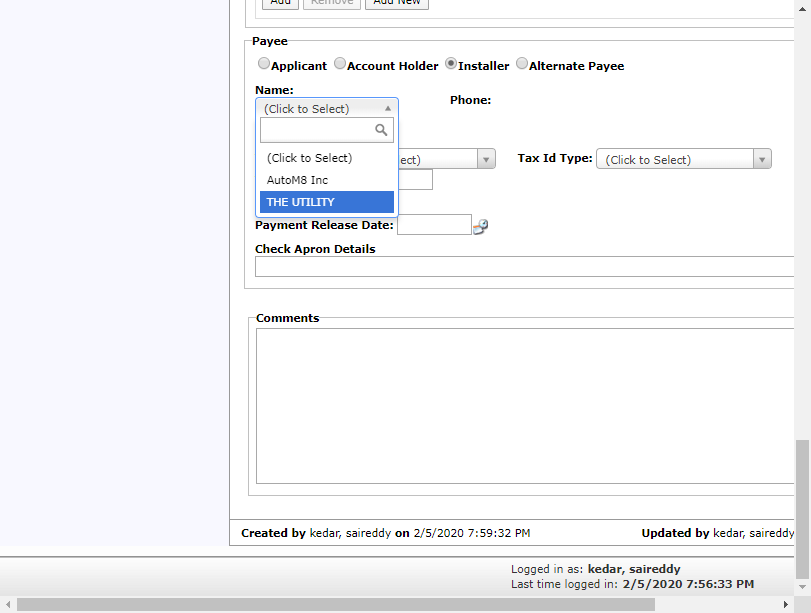 Add Remove Add New
Payee
Applicant Account Holder Installer Alternate Payee
Name:
Phone:
(Click to Select)
(Click to Select)
ect) Tax Id Type: (Click to Select)
AutoM8 Inc
THE UTILITY
Payment Release Date:
Check Apron Details
Comments
Created by kedar, saireddy on 2/5/2020 7:59:32 PM Updated by kedar, saireddy
Logged in as: kedar, saireddy
Last time logged in: 2/5/2020 7:56:33 PM